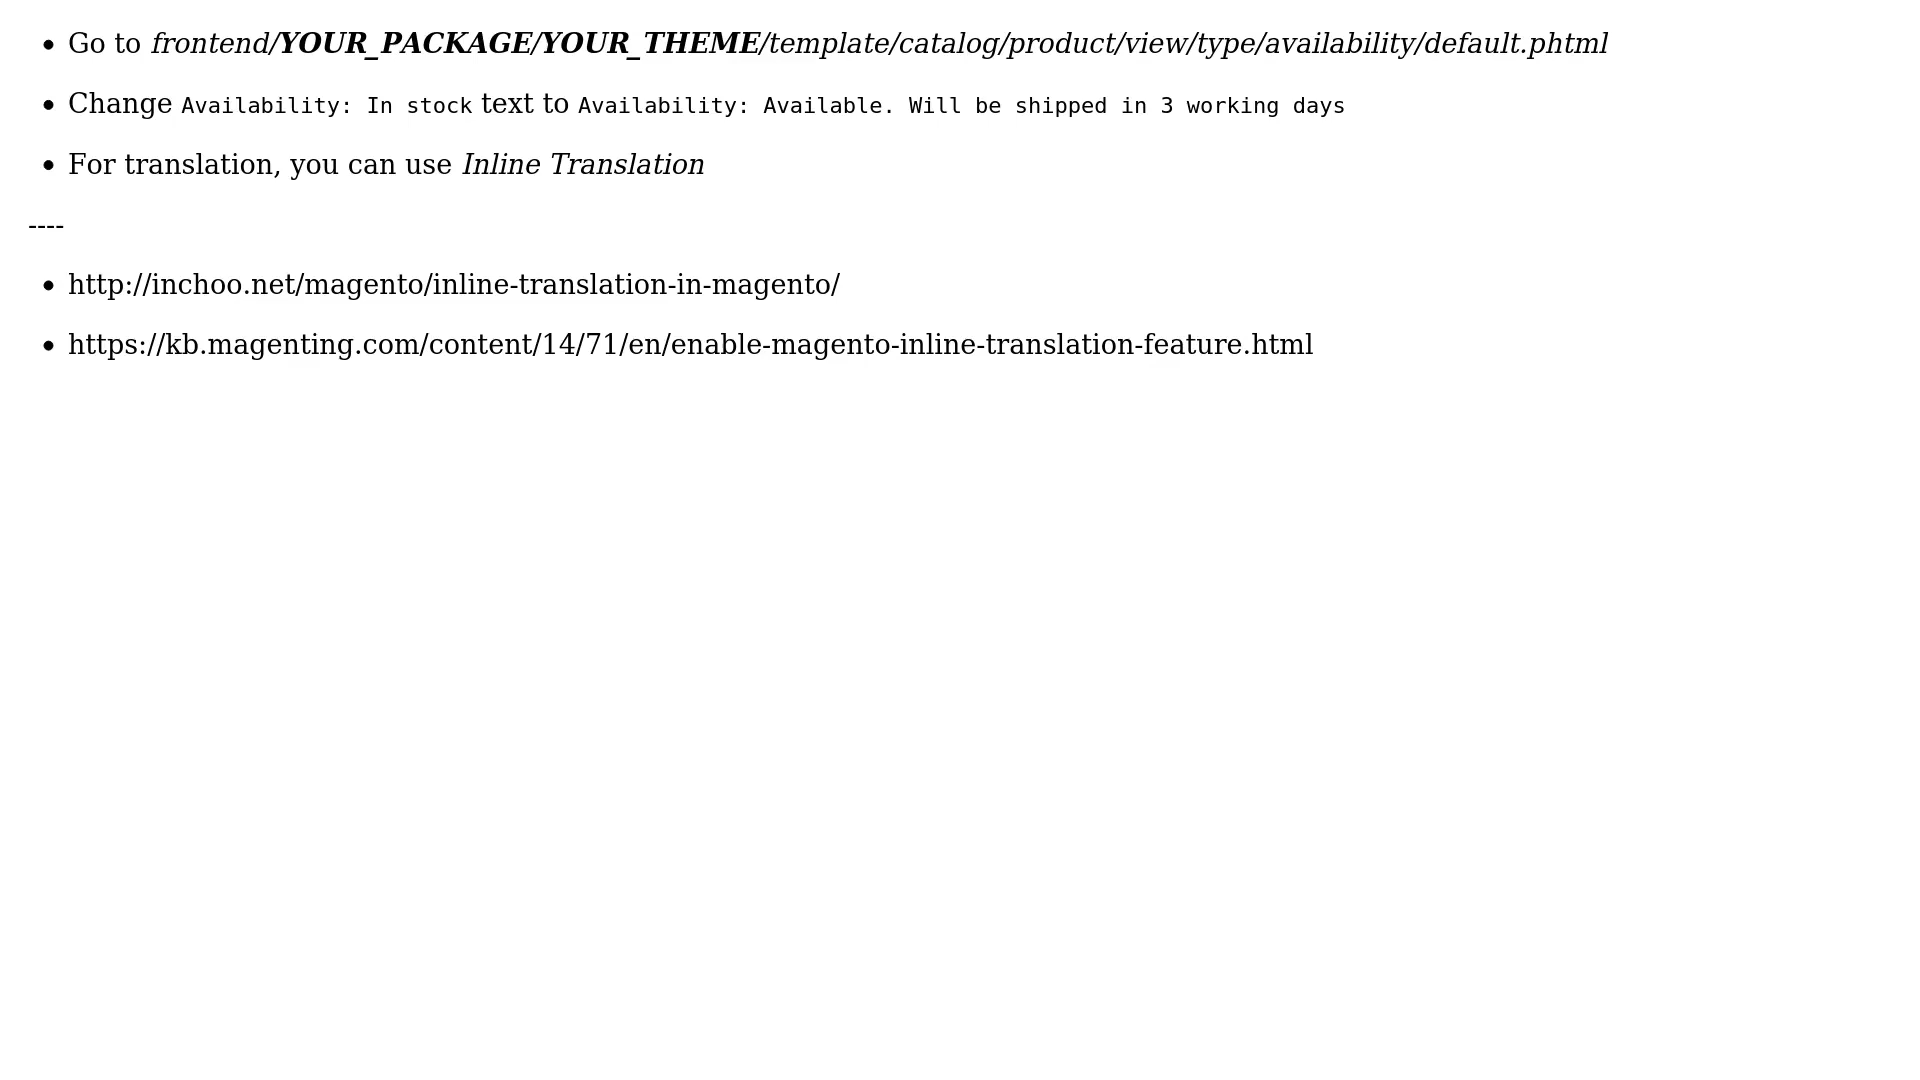 • Go to frontend/YOUR_PACKAGE/YOUR_THEME/template/catalog/product/view/type/availability/default.phtml
• Change Availability: In stock text to Availability: Available. Will be shipped in 3 working days
• For translation, you can use Inline Translation
----
• http://inchoo.net/magento/inline-translation-in-magento/
• https://kb.magenting.com/content/14/71/en/enable-magento-inline-translation-feature.html